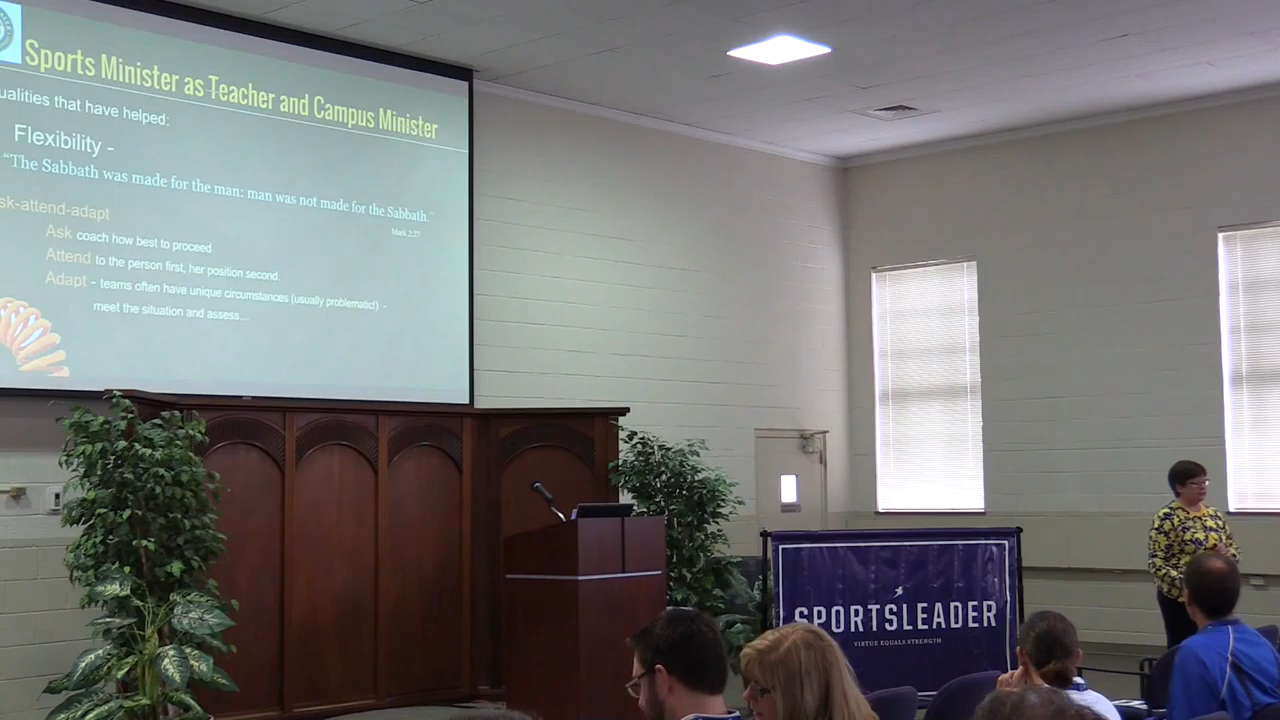 Sports Minister as Teacher and Campus Minister
ualities that have helped:
Flexibility -
“The Sabbath was made for the man: man was not made for the Sabbath.”
Mark 2:27
sk-attend-adapt
Ask coach how best to proceed
Attend to the person first, her position second.
Adapt - teams often have unique circumstances (usually problematic!) -
meet the situation and assess...
SPORTSLEADER
VIRTUE EQUALS STRENGTH